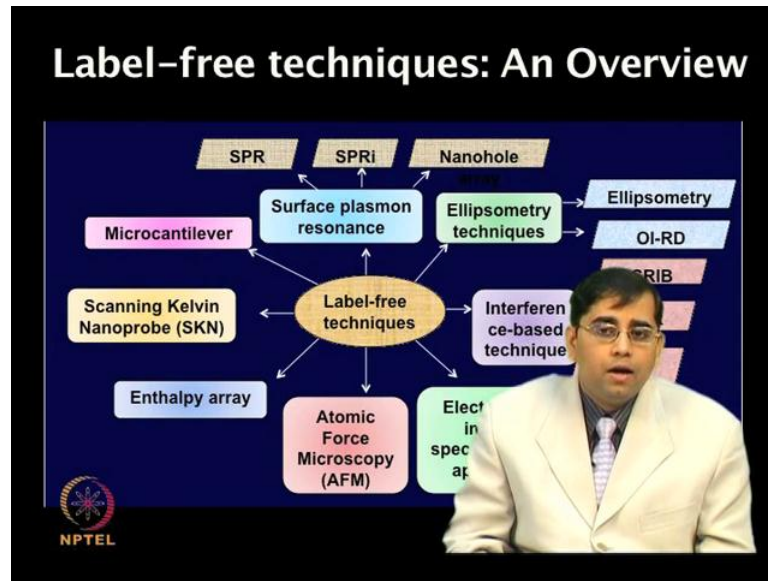 Label-free techniques: An Overview
SPR
SPRi
Nanohole
array
Surface plasmon
resonance
Ellipsometry
techniques
Ellipsometry
OI-RD
Microcantilever
Scanning Kelvin
Nanoprobe (SKN)
Label-free
techniques
Interferen
ce-based
technique
Enthalpy array
Atomic
Force
Microscopy
(AFM)
NPTEL